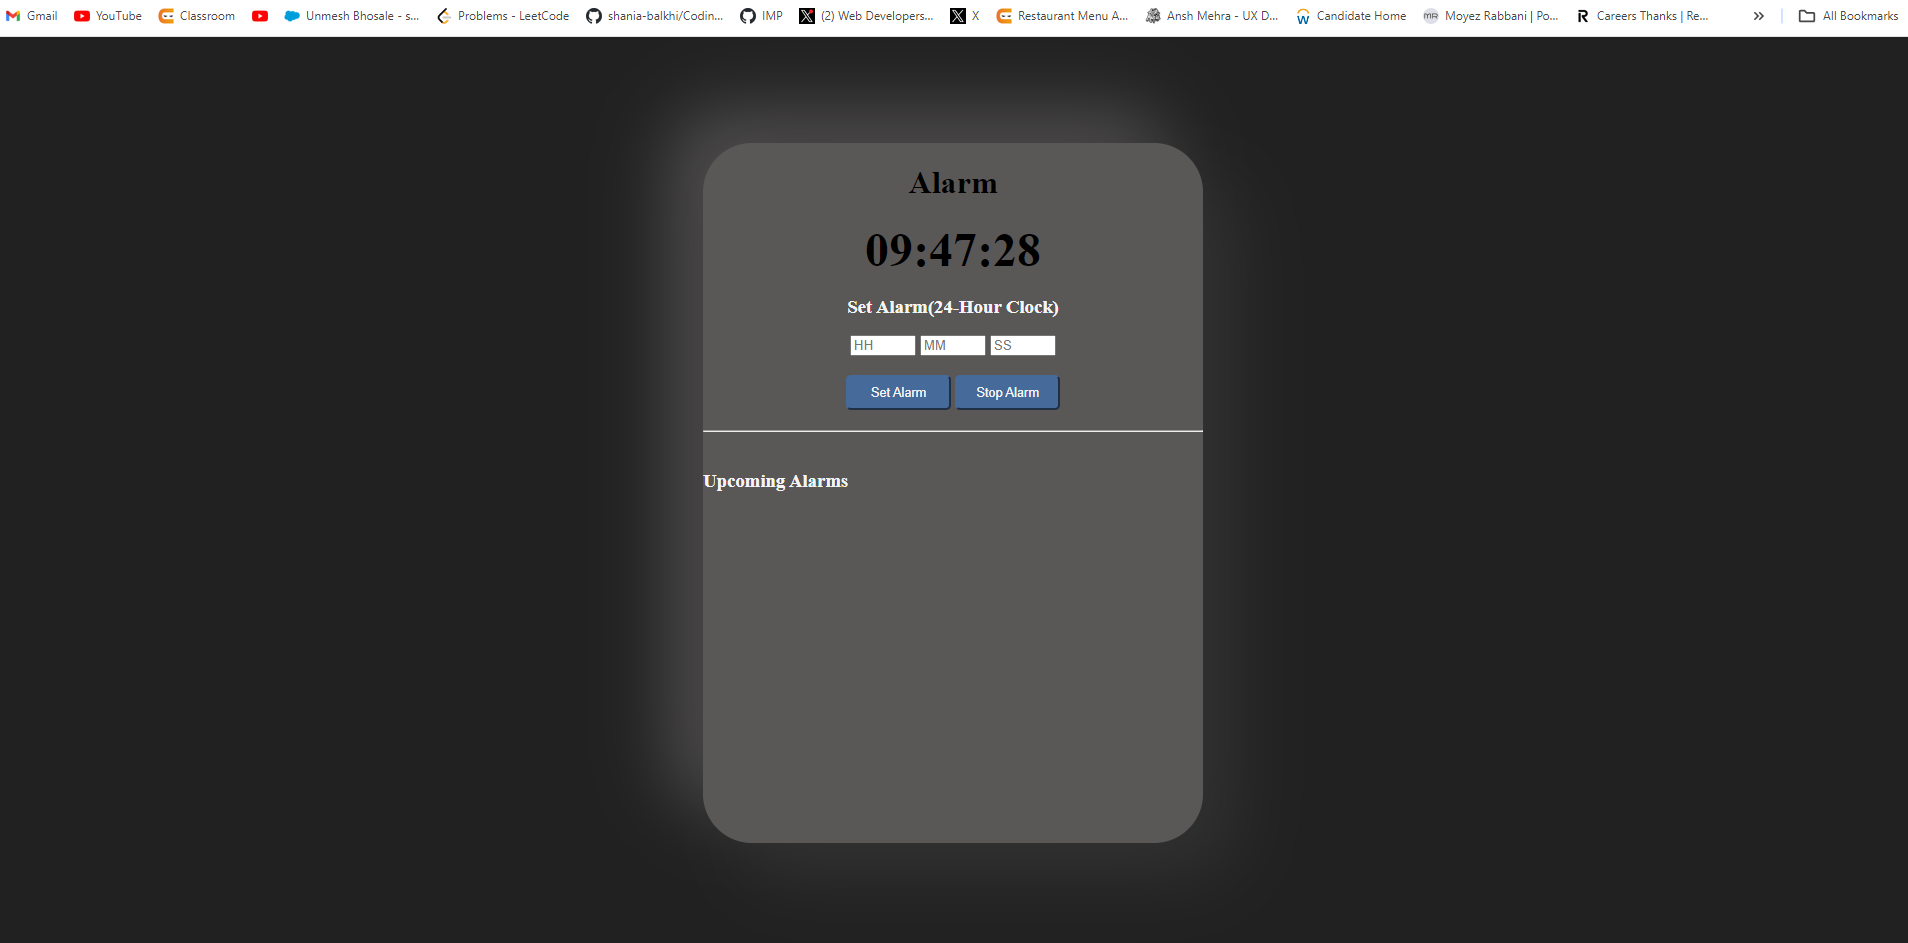 Gmail YouTube Classroom Unmesh Bhosale - s... Problems - LeetCode shania-balkhi/Codin... IMP (2) Web Developers... X Restaurant Menu A... Ansh Mehra - UX D... Candidate Home Moyez Rabbani | Po... Careers Thanks | Re... All Bookmarks
Alarm
09:47:28
Set Alarm(24-Hour Clock)
HH MM SS
Set Alarm Stop Alarm
Upcoming Alarms